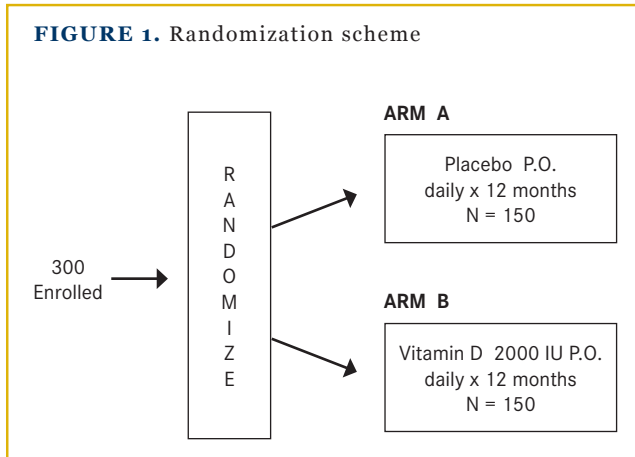 FIGURE 1. Randomization scheme
300
Enrolled
R
A
N
D
O
M
I
Z
E
ARM A
Placebo P.O.
daily x 12 months
N = 150
ARM B
Vitamin D 2000 IU P.O.
daily x 12 months
N = 150